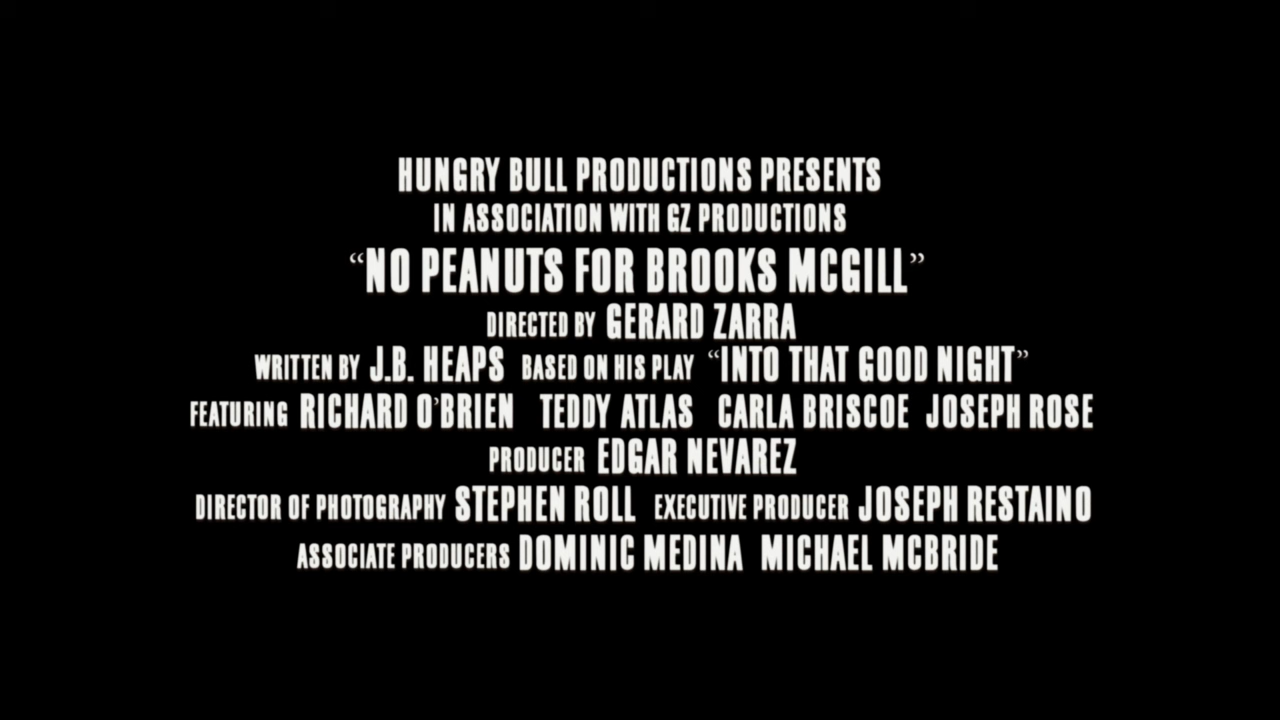 HUNGRY BULL PRODUCTIONS PRESENTS
IN ASSOCIATION WITH GZ PRODUCTIONS
“NO PEANUTS FOR BROOKS MCGILL”
DIRECTED BY GERARD ZARRA
WRITTEN BY J.B. HEAPS BASED ON HIS PLAY “INTO THAT GOOD NIGHT”
FEATURING RICHARD O’BRIEN TEDDY ATLAS CARLA BRISCOE JOSEPH ROSE
PRODUCER EDGAR NEVAREZ
DIRECTOR OF PHOTOGRAPHY STEPHEN ROLL EXECUTIVE PRODUCER JOSEPH RESTAINO
ASSOCIATE PRODUCERS DOMINIC MEDINA MICHAEL MCBRIDE